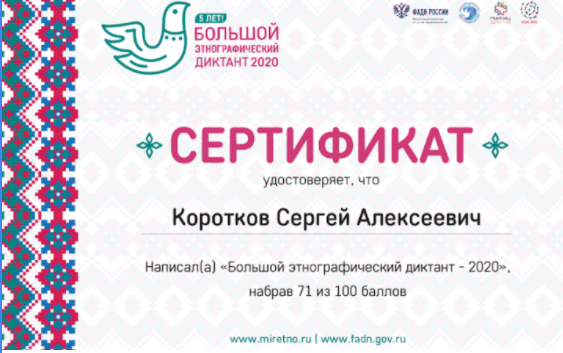 5 ЛЕТ!
БОЛЬШОЙ
ЭТНОГРАФИЧЕСКИЙ
ДИКТАНТ 2020
ФАДН РОССИИ
СЕРТИФИКАТ
удостоверяет, что
Коротков Сергей Алексеевич
Написал(а) «Большой этнографический диктант - 2020»,
набрав 71 из 100 баллов
www.miretno.ru | www.fadn.gov.ru